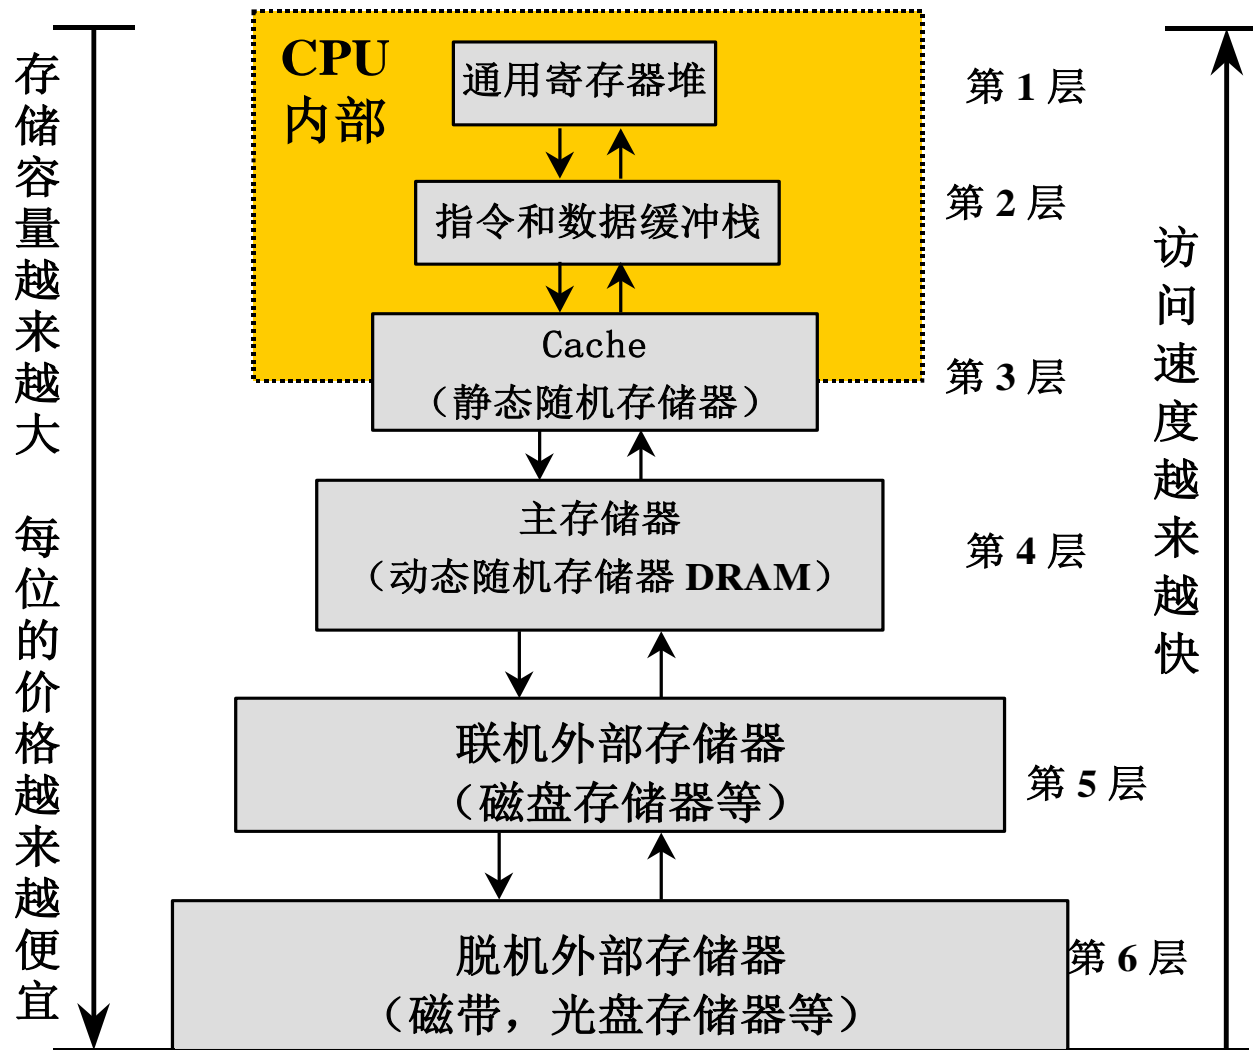 CPU
内部
通用寄存器堆
第 1 层
指令和数据缓冲栈
第 2 层
Cache
（静态随机存储器）
第 3 层
主存储器
（动态随机存储器 DRAM）
第 4 层
联机外部存储器
（磁盘存储器等）
第 5 层
脱机外部存储器
（磁带，光盘存储器等）
第 6 层
存储容量越来越大 每位的价格越来越便宜
访问速度越来越快